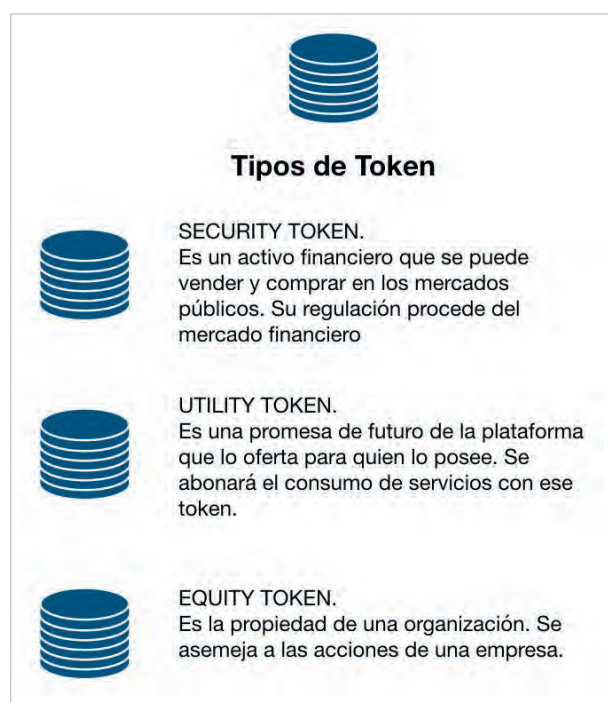 Tipos de Token
SECURITY TOKEN.
Es un activo financiero que se puede
vender y comprar en los mercados
públicos. Su regulación procede del
mercado financiero
UTILITY TOKEN.
Es una promesa de futuro de la plataforma
que lo oferta para quien lo posee. Se
abonará el consumo de servicios con ese
token.
EQUITY TOKEN.
Es la propiedad de una organización. Se
asemeja a las acciones de una empresa.